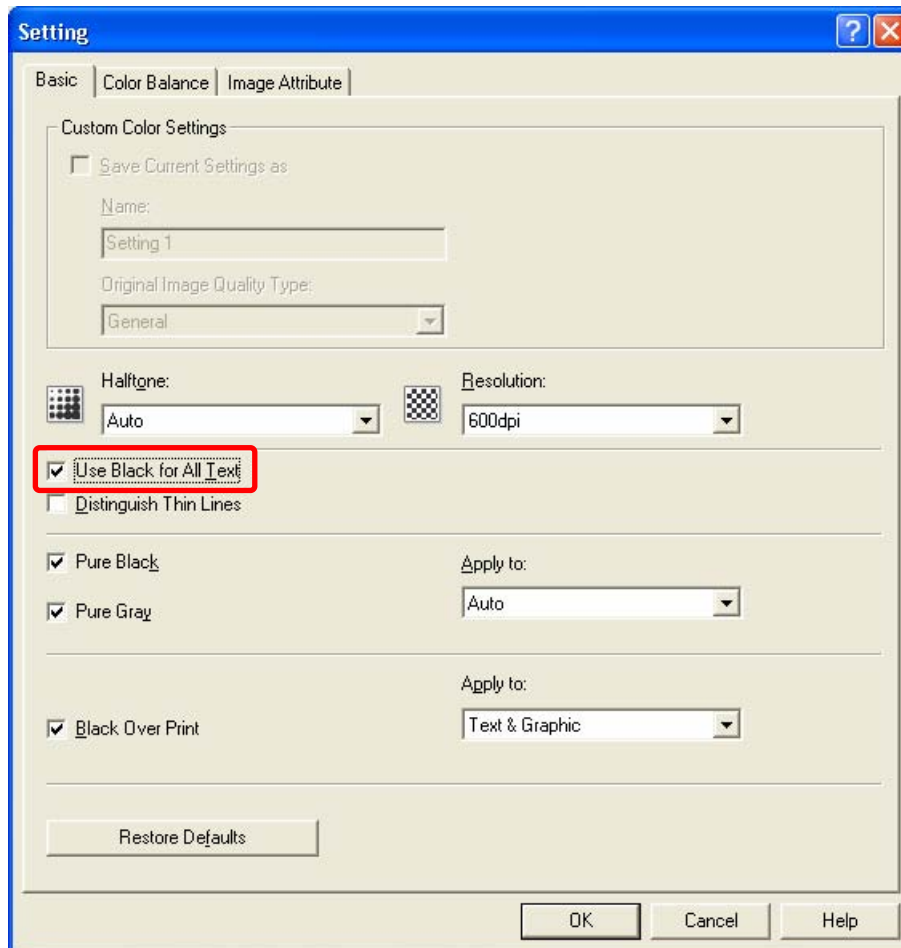 Setting
Basic Color Balance Image Attribute
Custom Color Settings
Save Current Settings as
Name:
Setting 1
Original Image Quality Type:
General
Halftone: Resolution:
Auto 600dpi
Use Black for All Text
Distinguish Thin Lines
Pure Black Apply to:
Pure Gray Auto
Apply to:
Black Over Print Text & Graphic
Restore Defaults
OK Cancel Help